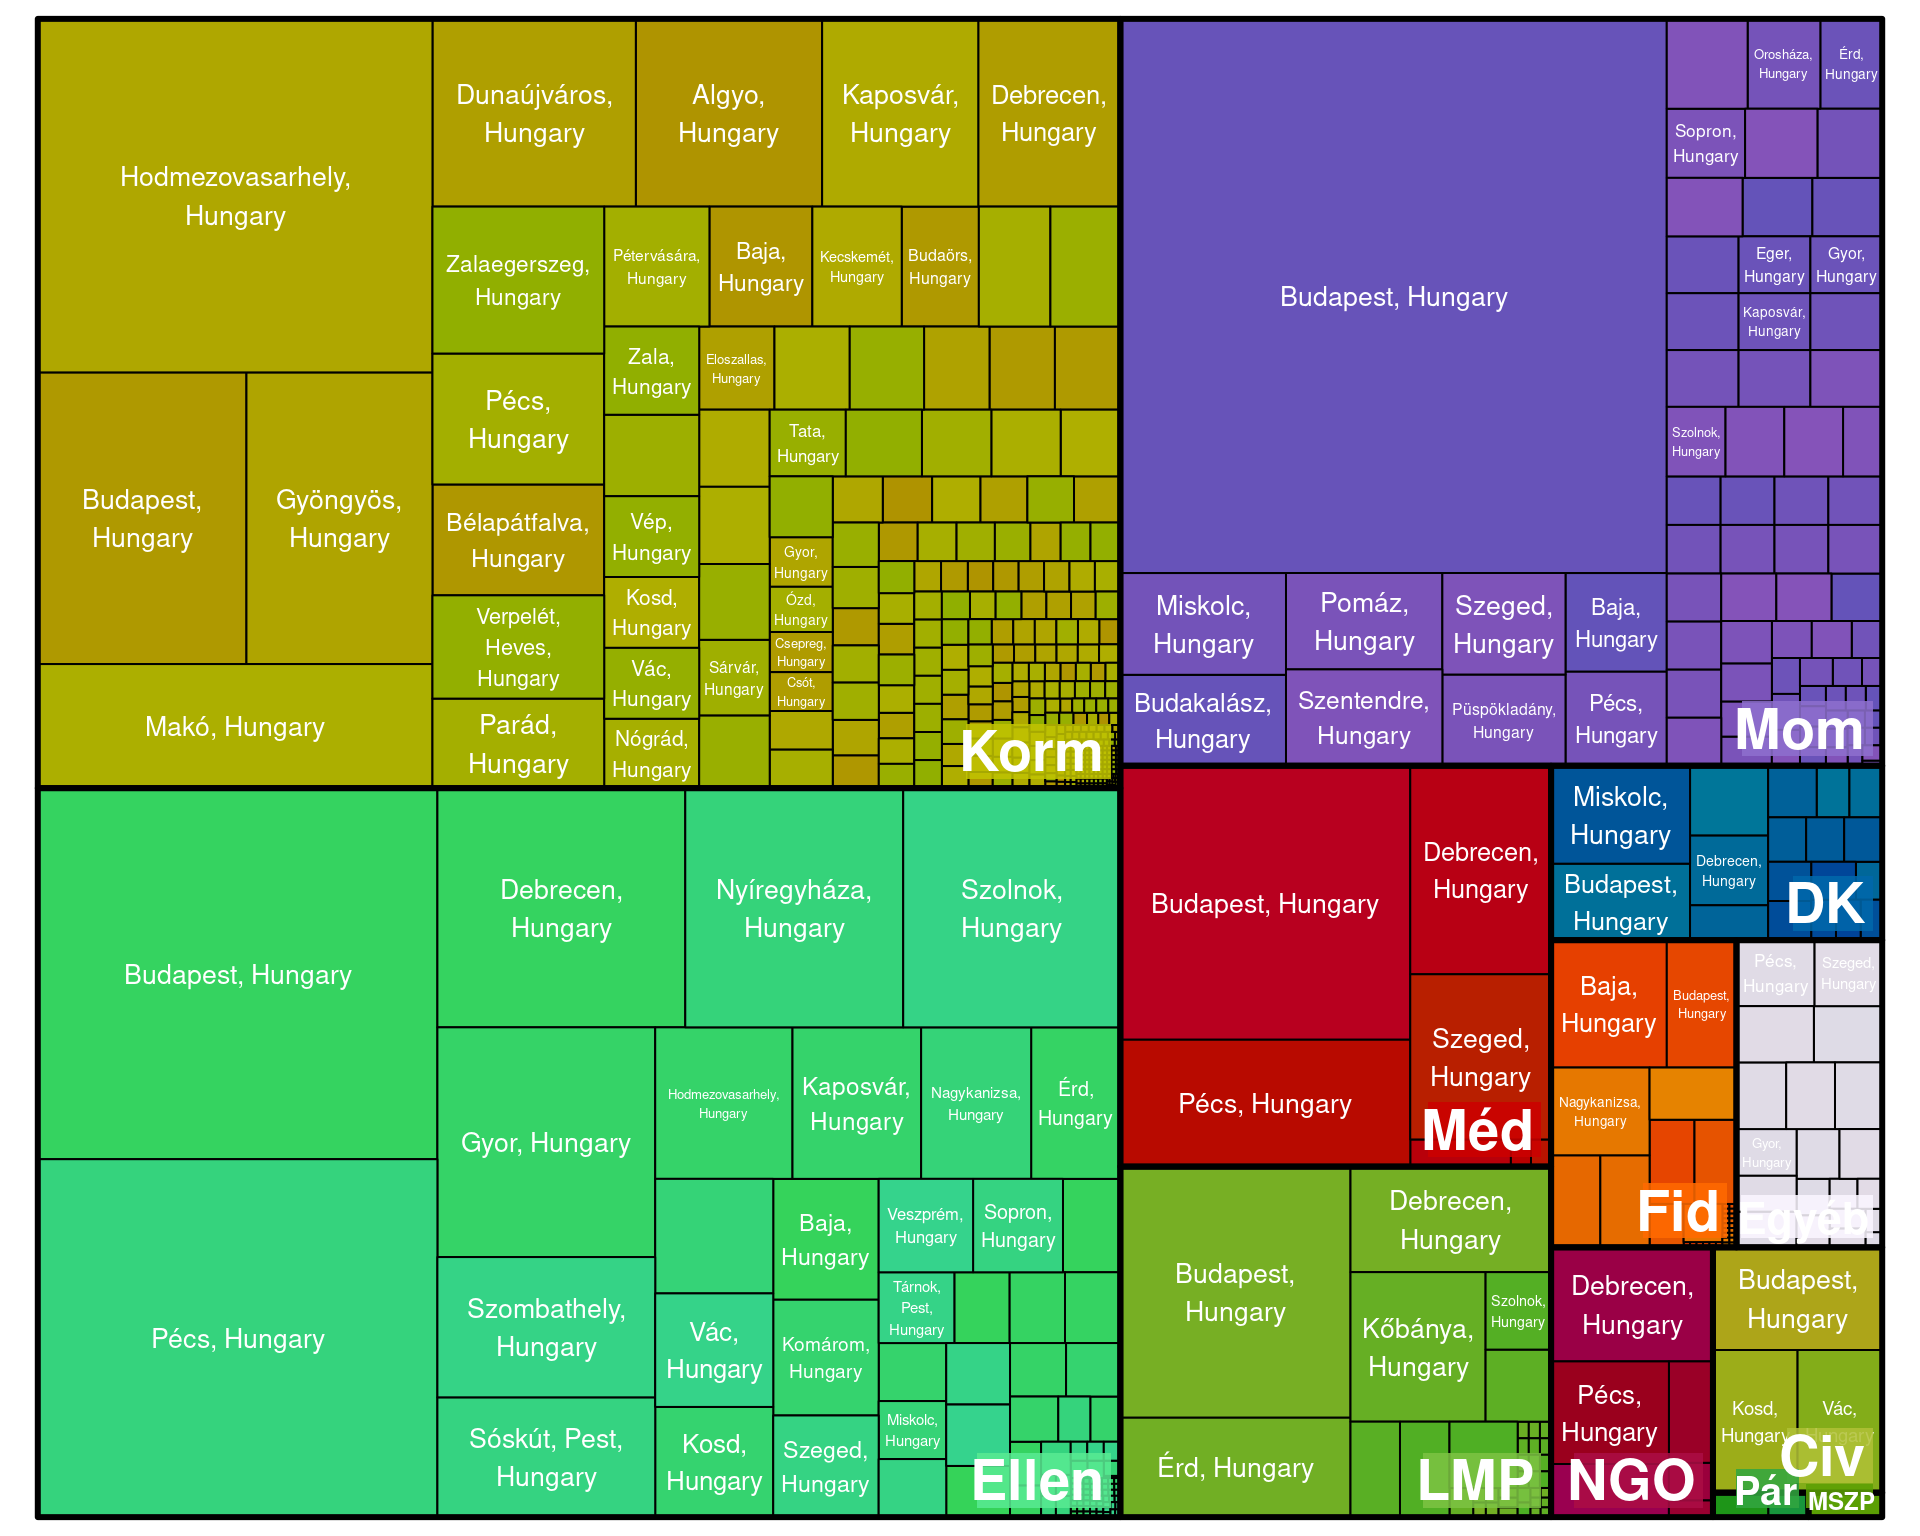 Hodmezovasarhely,
Hungary
Dunaújváros,
Hungary
Algyo,
Hungary
Kaposvár,
Hungary
Debrecen,
Hungary
Zalaegerszeg,
Hungary
Pétervására,
Hungary
Baja,
Hungary
Kecskemét,
Hungary
Budaörs,
Hungary
Zala,
Hungary
Eloszallas,
Hungary
Pécs,
Hungary
Tata,
Hungary
Budapest,
Hungary
Gyöngyös,
Hungary
Bélapátfalva,
Hungary
Vép,
Hungary
Gyor,
Hungary
Kosd,
Hungary
Ózd,
Hungary
Verpelét,
Heves,
Hungary
Csepreg,
Hungary
Vác,
Hungary
Sárvár,
Hungary
Csót,
Hungary
Makó, Hungary
Parád,
Hungary
Nógrád,
Hungary
Korm
Budapest, Hungary
Orosháza,
Hungary
Érd,
Hungary
Sopron,
Hungary
Eger,
Hungary
Gyor,
Hungary
Kaposvár,
Hungary
Szolnok,
Hungary
Miskolc,
Hungary
Pomáz,
Hungary
Szeged,
Hungary
Baja,
Hungary
Budakalász,
Hungary
Szentendre,
Hungary
Püspökladány,
Hungary
Pécs,
Hungary
Mom
Budapest, Hungary
Debrecen,
Hungary
Nyíregyháza,
Hungary
Szolnok,
Hungary
Pécs, Hungary
Gyor, Hungary
Hodmezovasarhely,
Hungary
Kaposvár,
Hungary
Nagykanizsa,
Hungary
Érd,
Hungary
Szombathely,
Hungary
Sóskút, Pest,
Hungary
Baja,
Hungary
Veszprém,
Hungary
Sopron,
Hungary
Tárnok,
Pest,
Hungary
Vác,
Hungary
Komárom,
Hungary
Miskolc,
Hungary
Kosd,
Hungary
Szeged,
Hungary
Ellen
Budapest, Hungary
Debrecen,
Hungary
Pécs, Hungary
Szeged,
Hungary
Méd
Miskolc,
Hungary
Budapest,
Hungary
Debrecen,
Hungary
DK
Baja,
Hungary
Budapest,
Hungary
Nagykanizsa,
Hungary
Fid
Pécs,
Hungary
Szeged,
Hungary
Gyor,
Hungary
Egyéb
Budapest,
Hungary
Debrecen,
Hungary
Kőbánya,
Hungary
Szolnok,
Hungary
Érd, Hungary
LMP
Debrecen,
Hungary
Pécs,
Hungary
NGO
Budapest,
Hungary
Kosd,
Hungary
Vác,
Hungary
Civ
Pár
MSZP